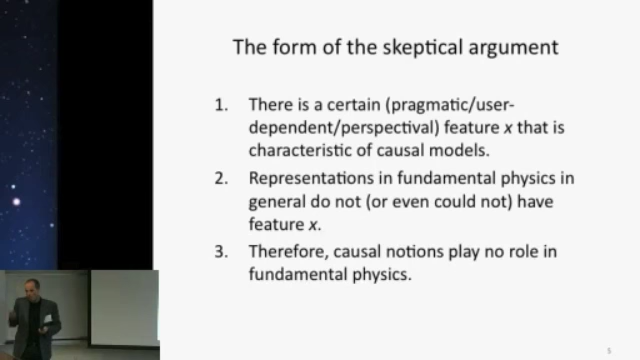 The form of the skeptical argument
1. There is a certain (pragmatic/user-
dependent/perspectival) feature x that is
characteristic of causal models.
2. Representations in fundamental physics in
general do not (or even could not) have
feature x.
3. Therefore, causal notions play no role in
fundamental physics.
5